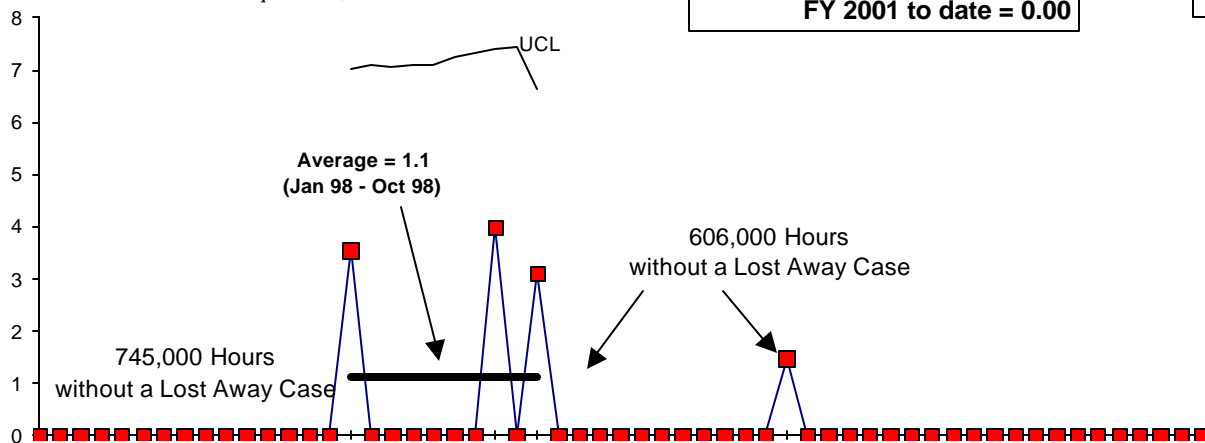 FY 2001 to date = 0.00
8
UCL
7
6
Average = 1.1
(Jan 98 - Oct 98)
5
4
606,000 Hours
without a Lost Away Case
3
2
745,000 Hours
without a Lost Away Case
1
0